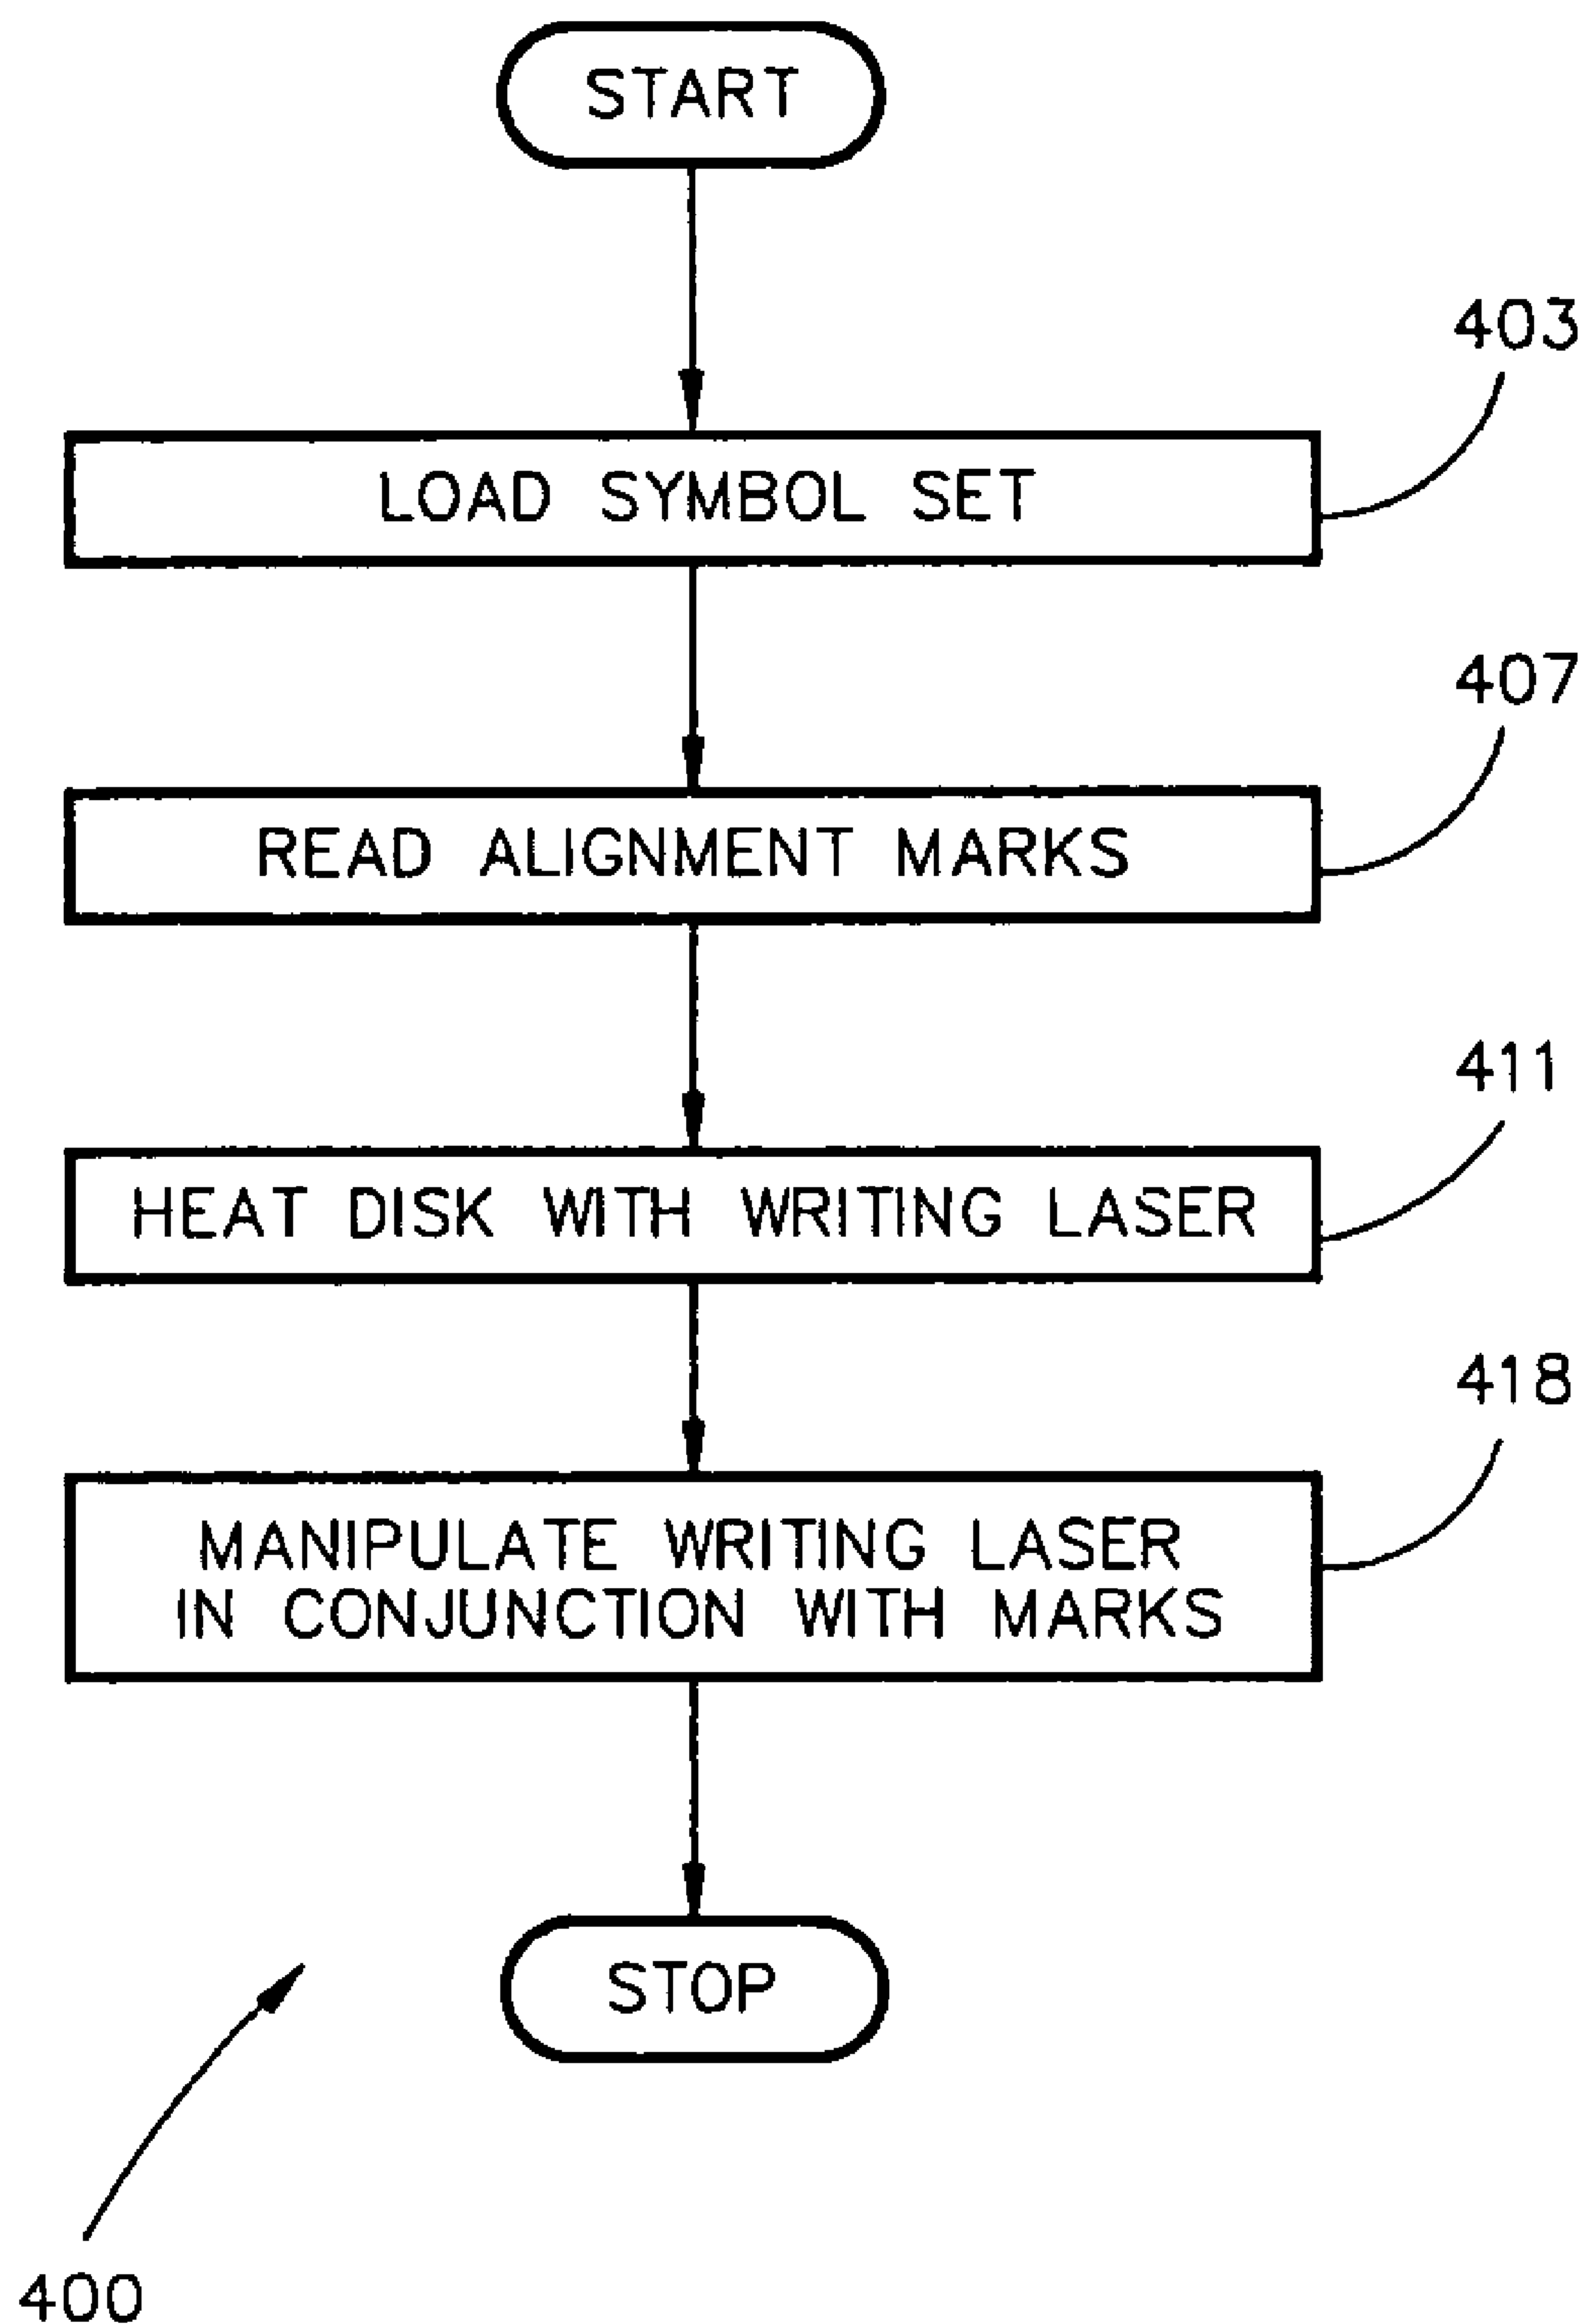 START
403
LOAD SYMBOL SET
407
READ ALIGNMENT MARKS
411
HEAT DISK WITH WRITING LASER
418
MANIPULATE WRITING LASER
IN CONJUNCTION WITH MARKS
STOP
400